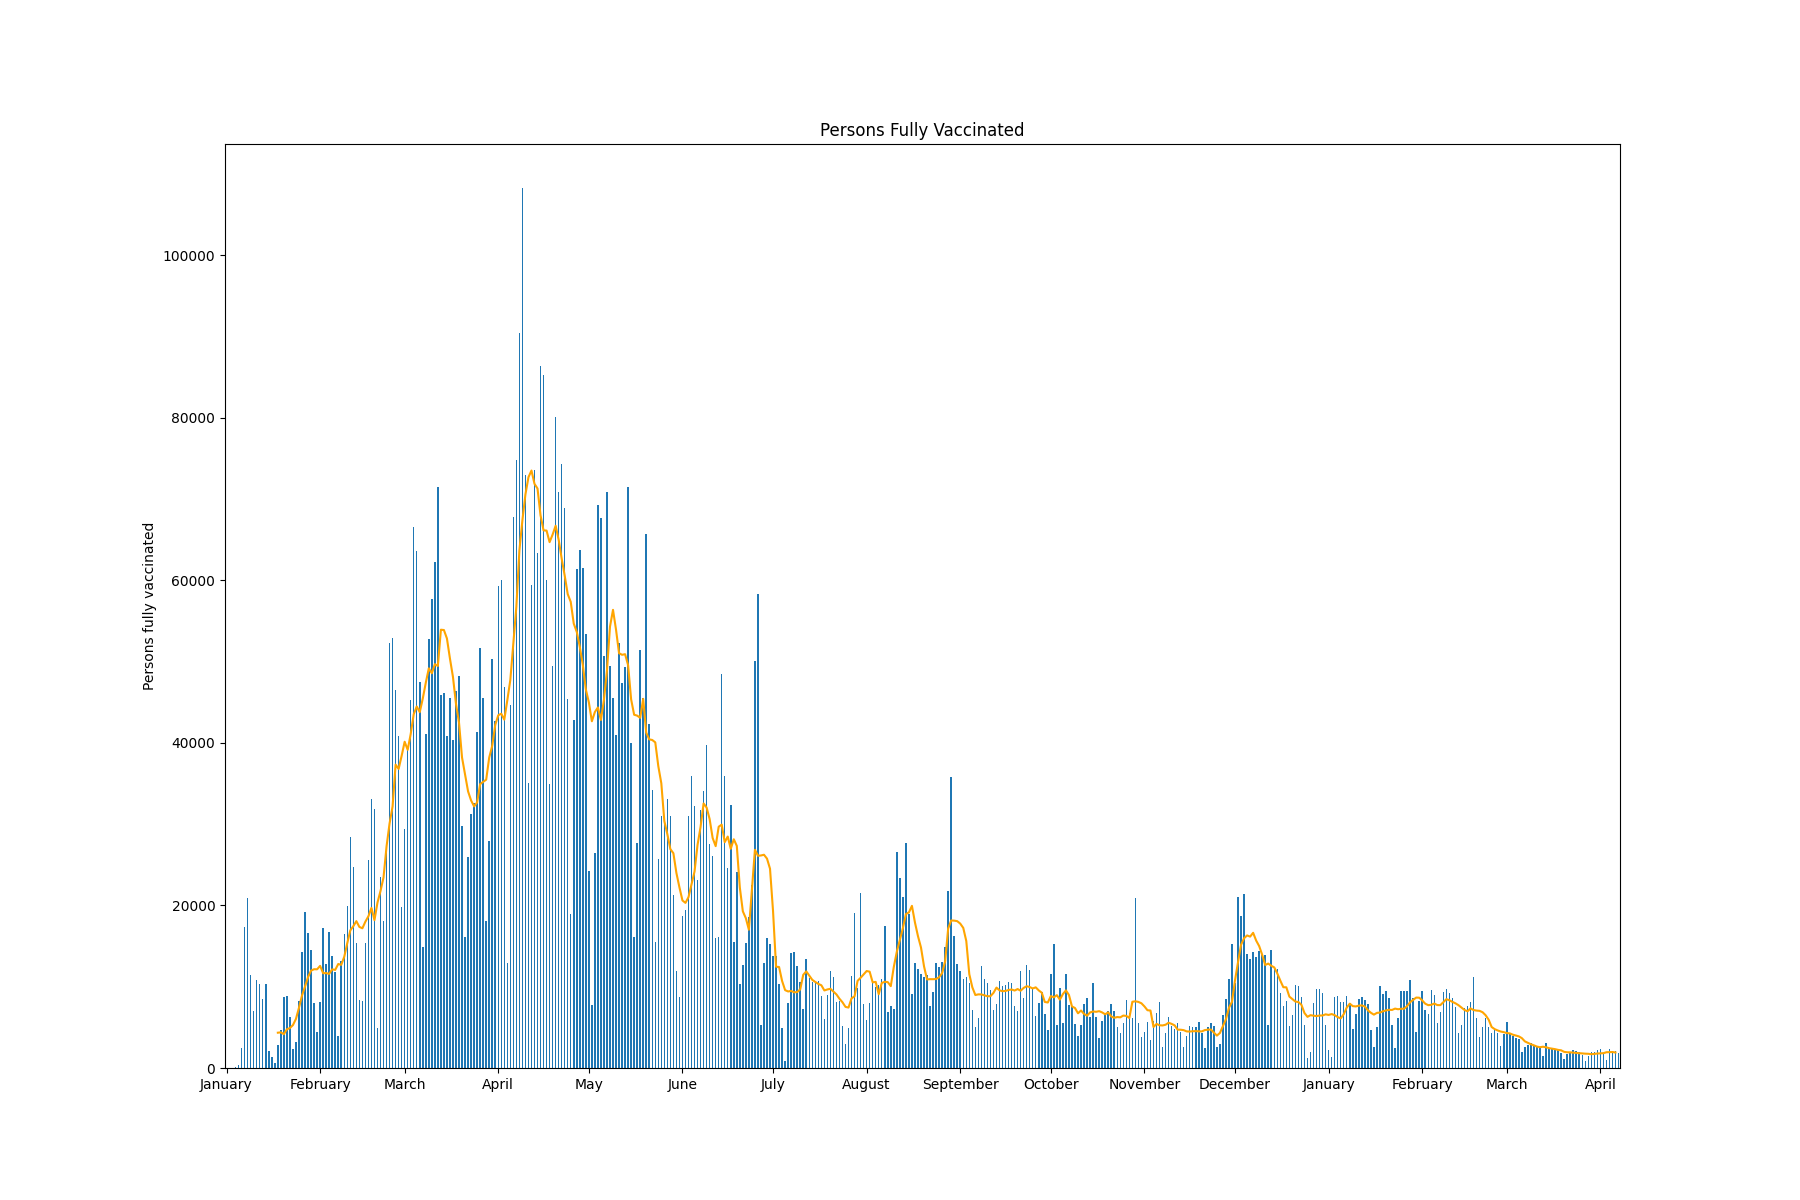 Persons Fully Vaccinated
Persons fully vaccinated
100000
80000
60000
40000
20000
0
January February March April May June July August September October November December January February March April